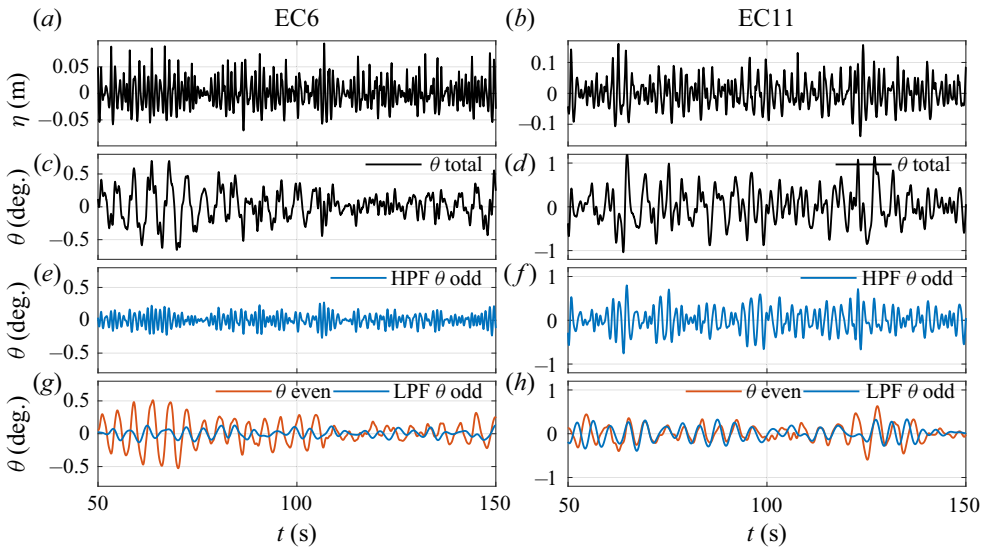 EC6 EC11
(a) (b)
η (m) 0.05 0 −0.05
0.1 0 −0.1
(c) θ total (d) θ total
θ (deg.) 0.5 0 −0.5
1 0 −1
(e) HPF θ odd (f) HPF θ odd
θ (deg.) 0.5 0 −0.5
1 0 −1
(g) θ even LPF θ odd (h) θ even LPF θ odd
θ (deg.) 0.5 0 −0.5
1 0 −1
50 100 150 50 100 150
t (s) t (s)